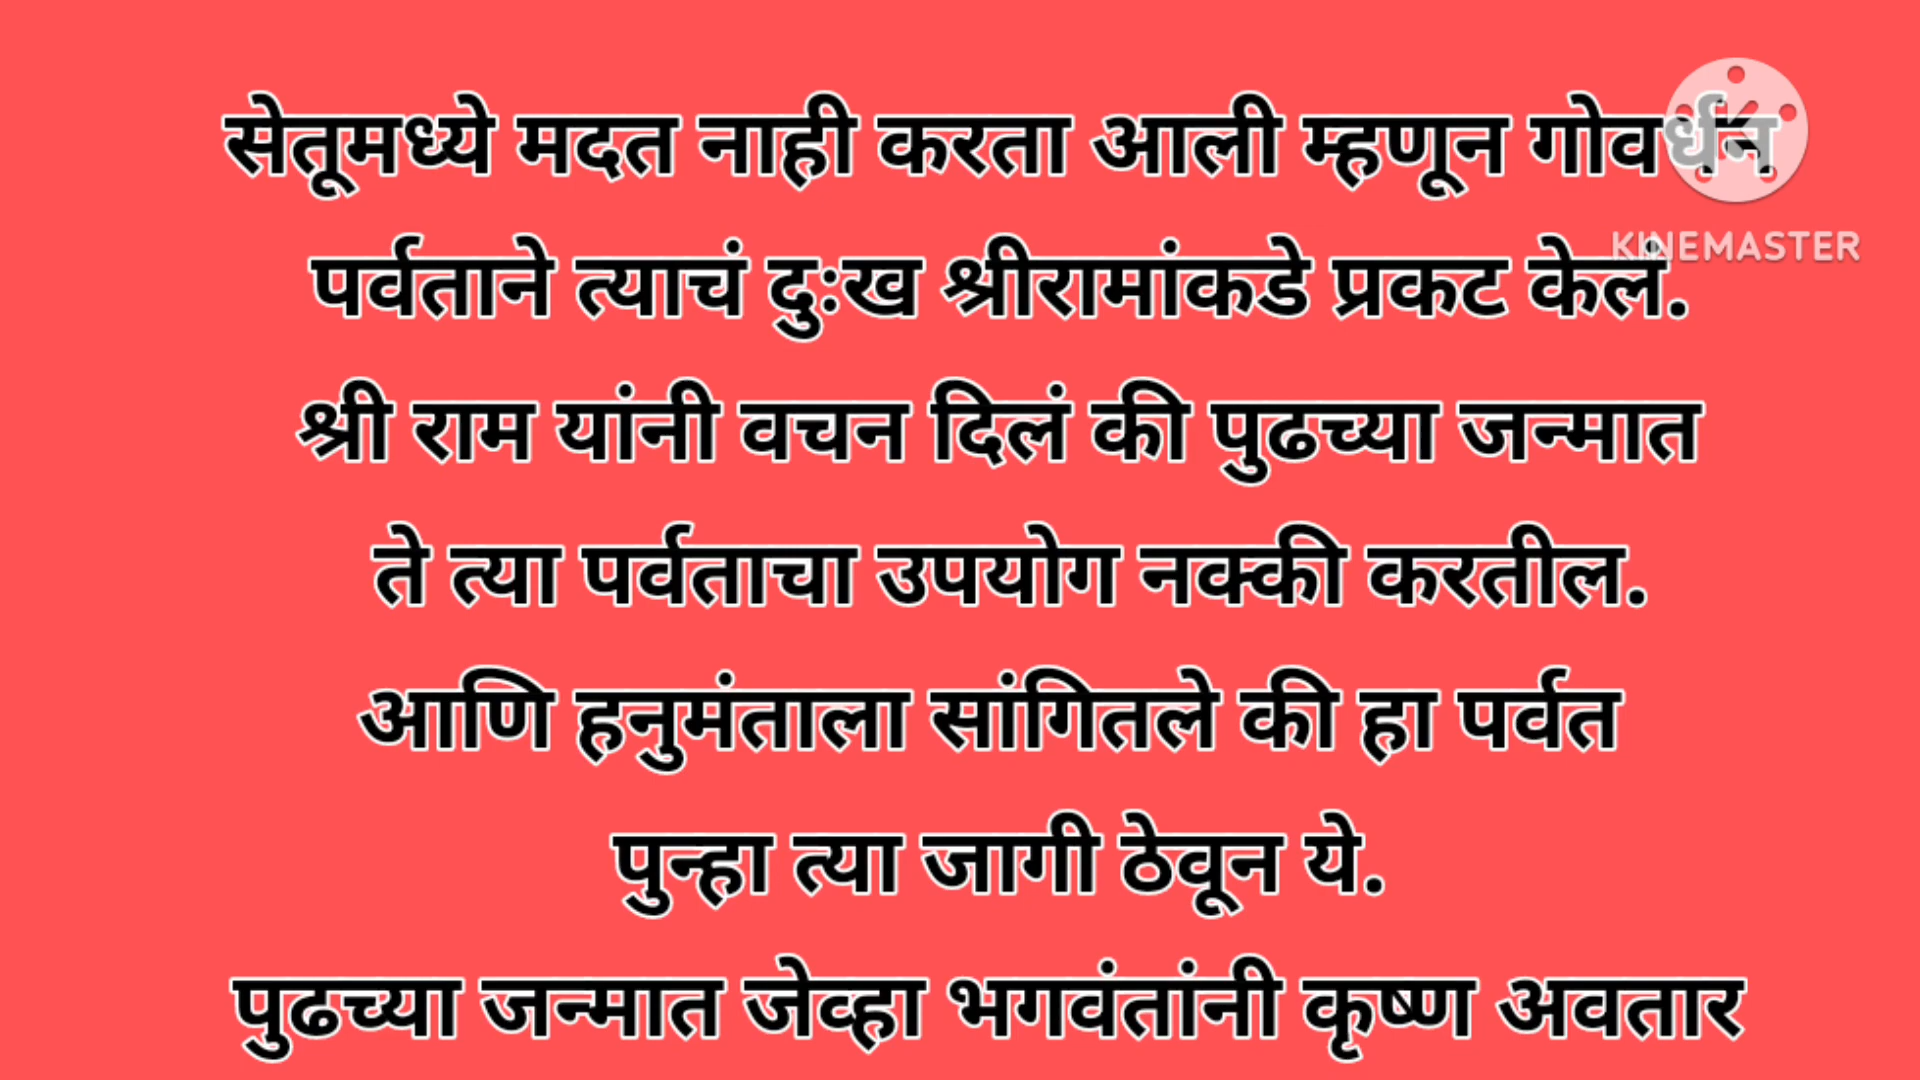 सेतूमध्ये मदत नाही करता आली म्हणून गोवर्धन
पर्वताने त्याचं दुःख श्रीरामांकडे प्रकट केलं.
KINEMASTER
श्री राम यांनी वचन दिलं की पुढच्या जन्मात
ते त्या पर्वताचा उपयोग नक्की करतील.
आणि हनुमंताला सांगितले की हा पर्वत
पुन्हा त्या जागी ठेवून ये.
पुढच्या जन्मात जेव्हा भगवंतांनी कृष्ण अवतार